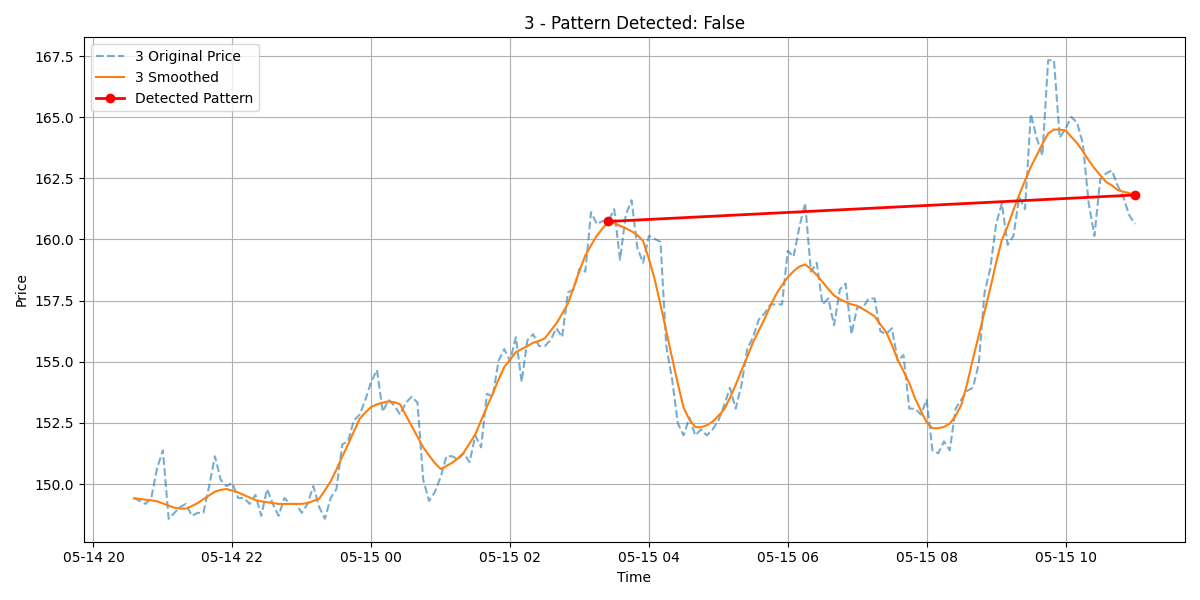 3 - Pattern Detected: False
3 Original Price
3 Smoothed
Detected Pattern
Price
167.5
165.0
162.5
160.0
157.5
155.0
152.5
150.0
05-14 20
05-14 22
05-15 00
05-15 02
05-15 04
05-15 06
05-15 08
05-15 10
Time